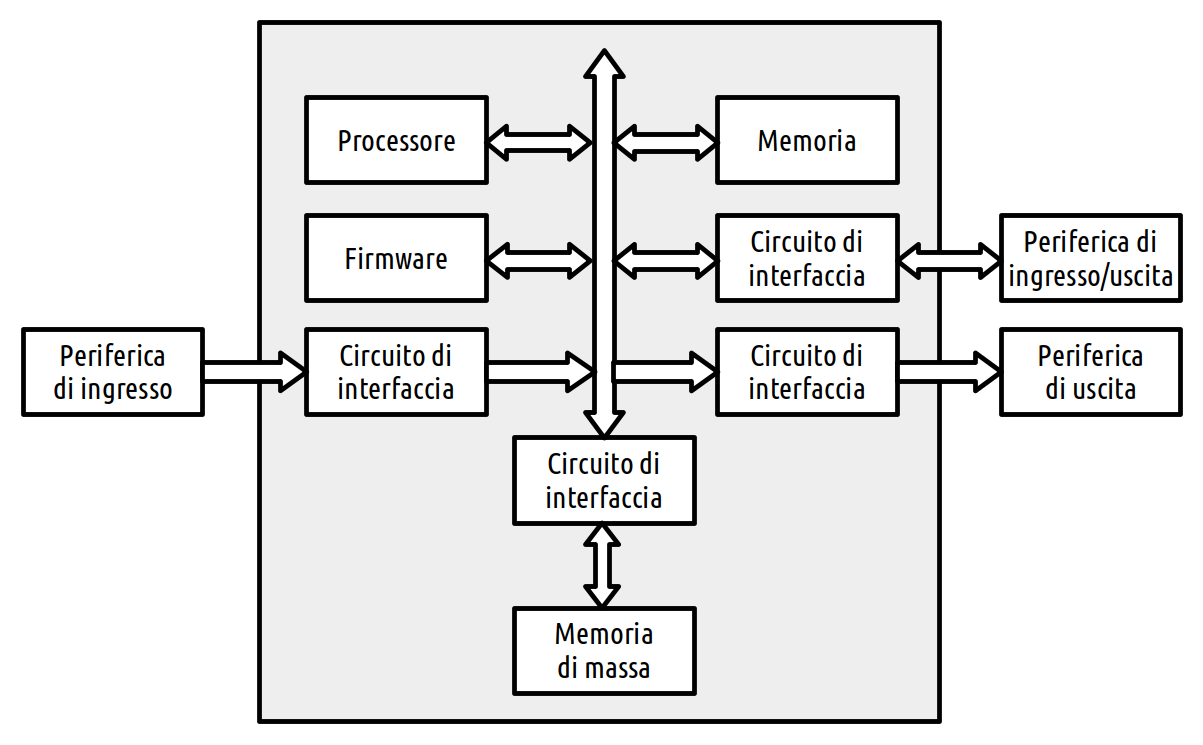 Processore
Memoria
Firmware
Circuito di
interfaccia
Periferica di
ingresso/uscita
Periferica
di ingresso
Circuito di
interfaccia
Circuito di
interfaccia
Periferica
di uscita
Circuito di
interfaccia
Memoria
di massa